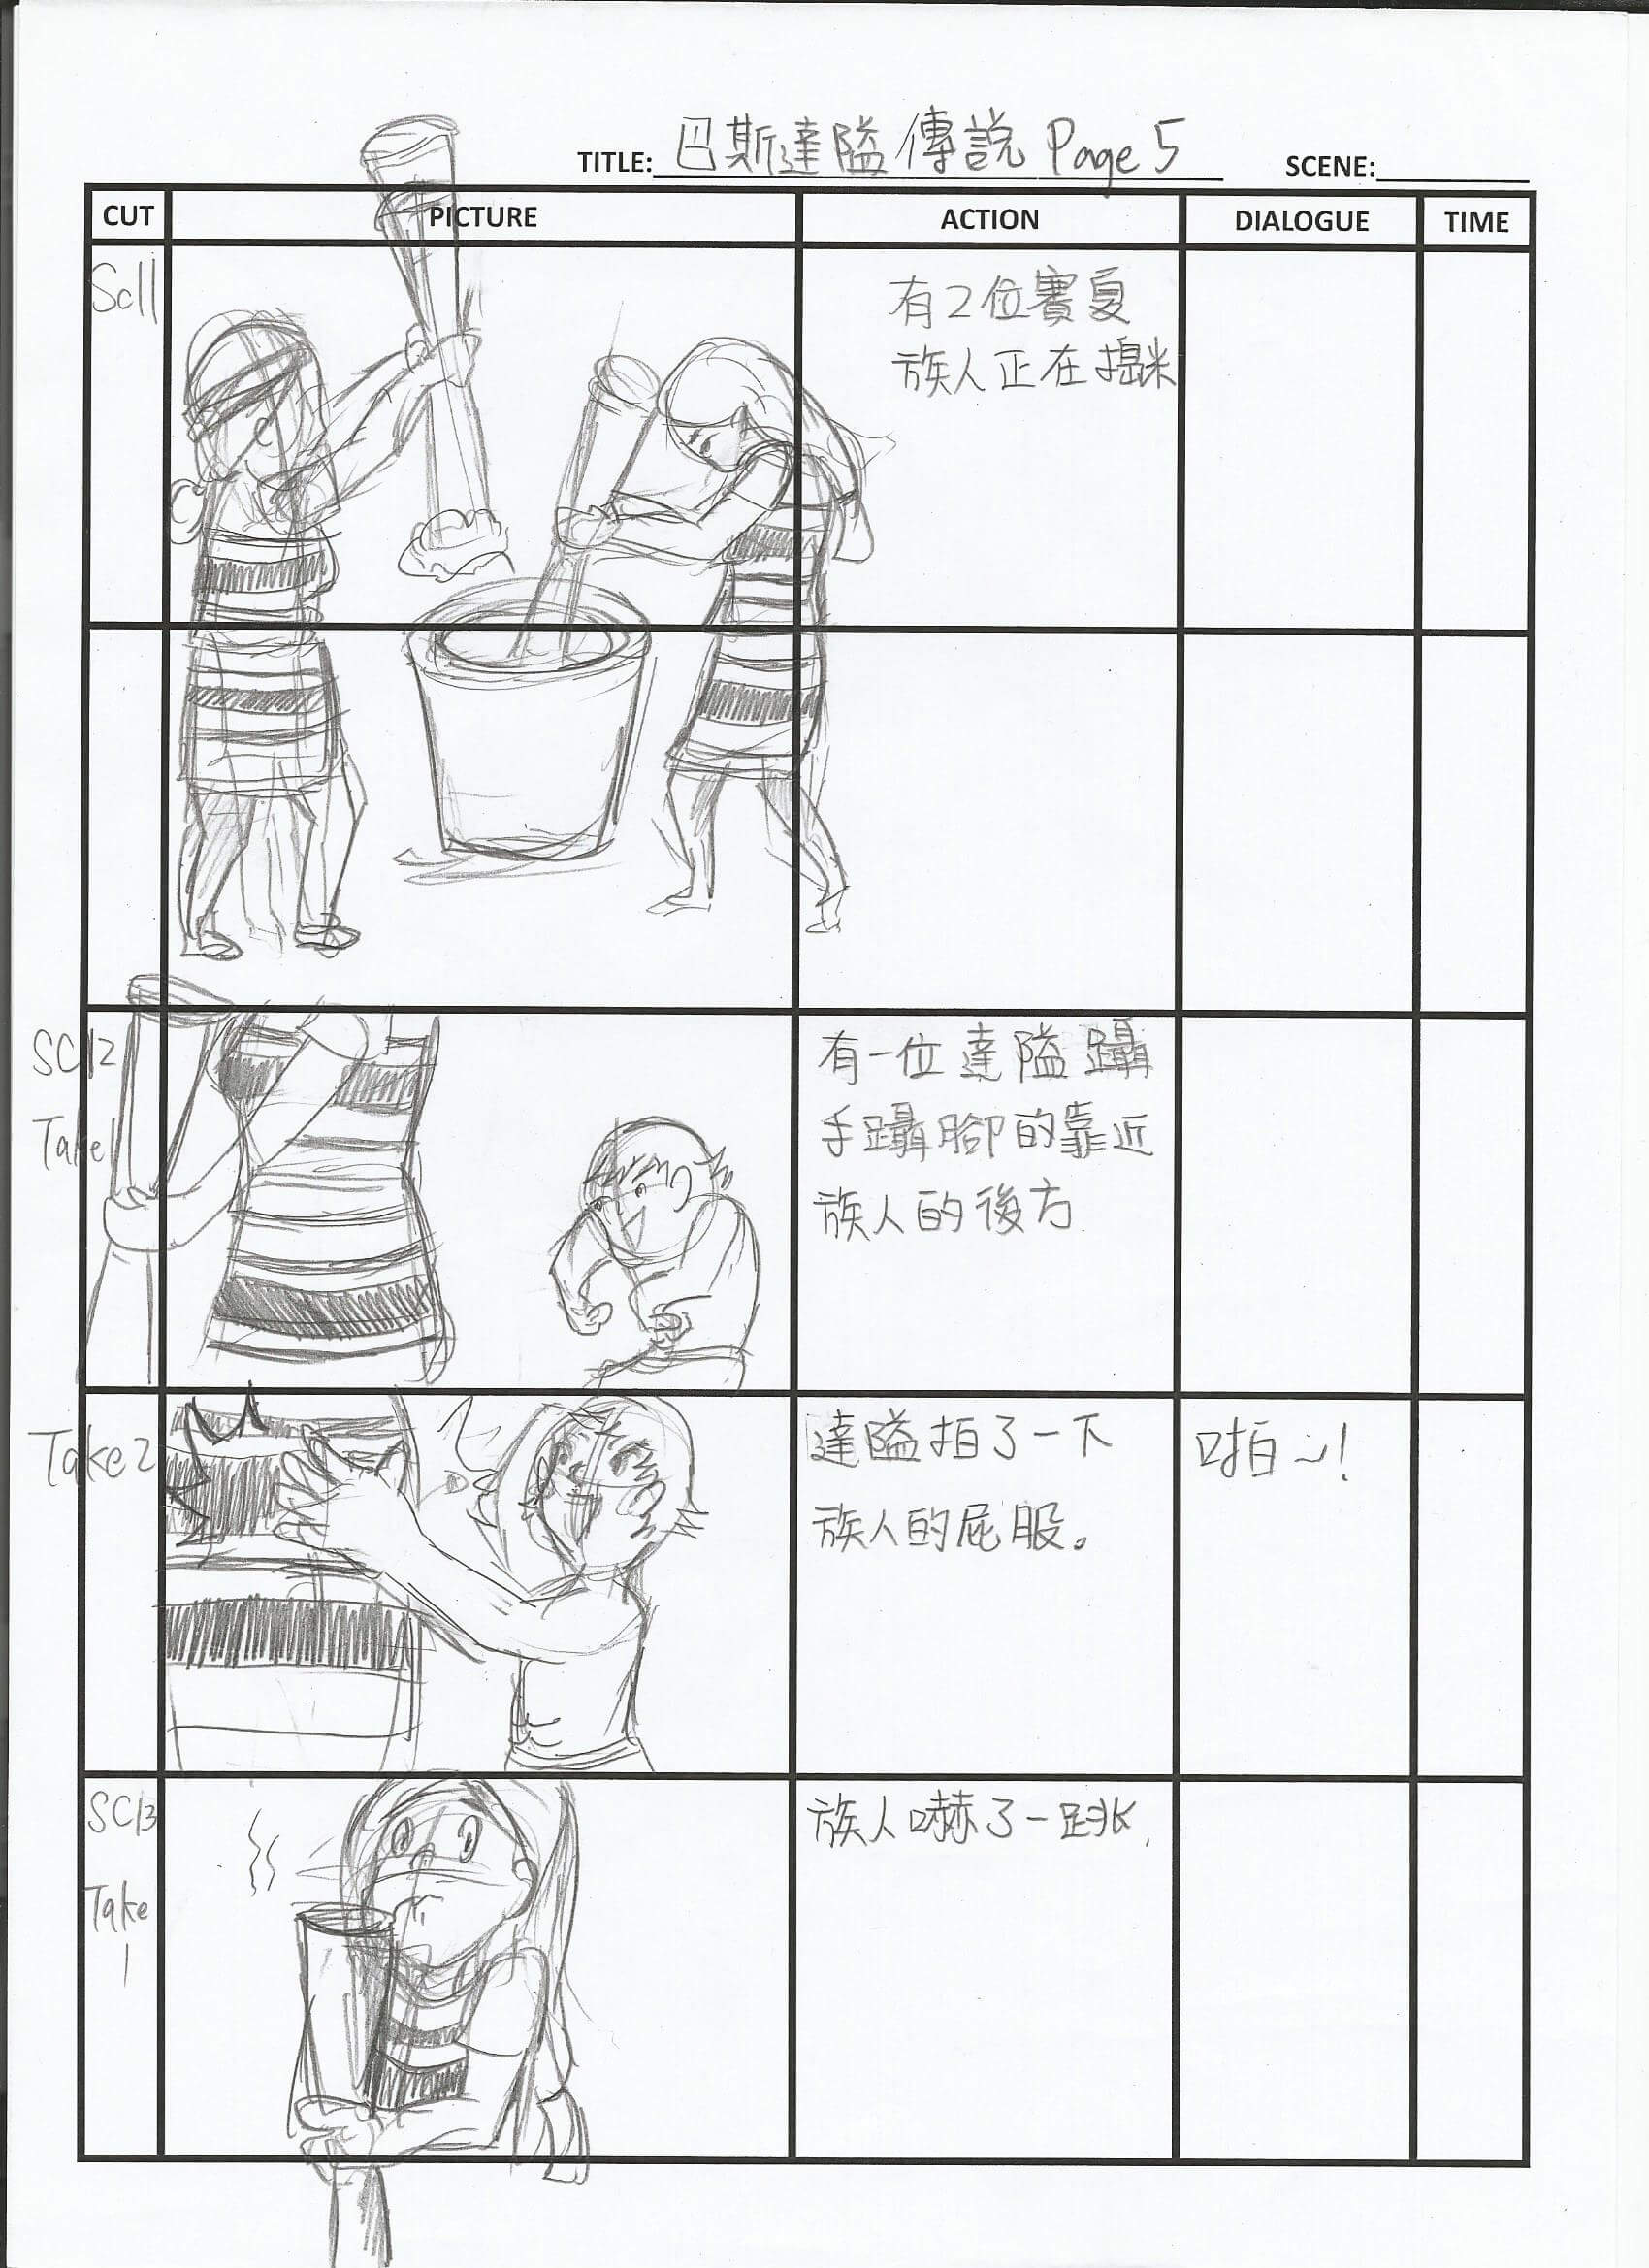 TITLE: 巴斯達隘傳說 Page 5 SCENE:
CUT PICTURE ACTION DIALOGUE TIME
Sc11
有2位賽夏
族人正在搗米
SC12
Take1
有一位達隘躡
手躡腳的靠近
族人的後方
Take2
達隘拍了一下
族人的屁股。
啪~!
SC13
Take
1
族人嚇了一跳.